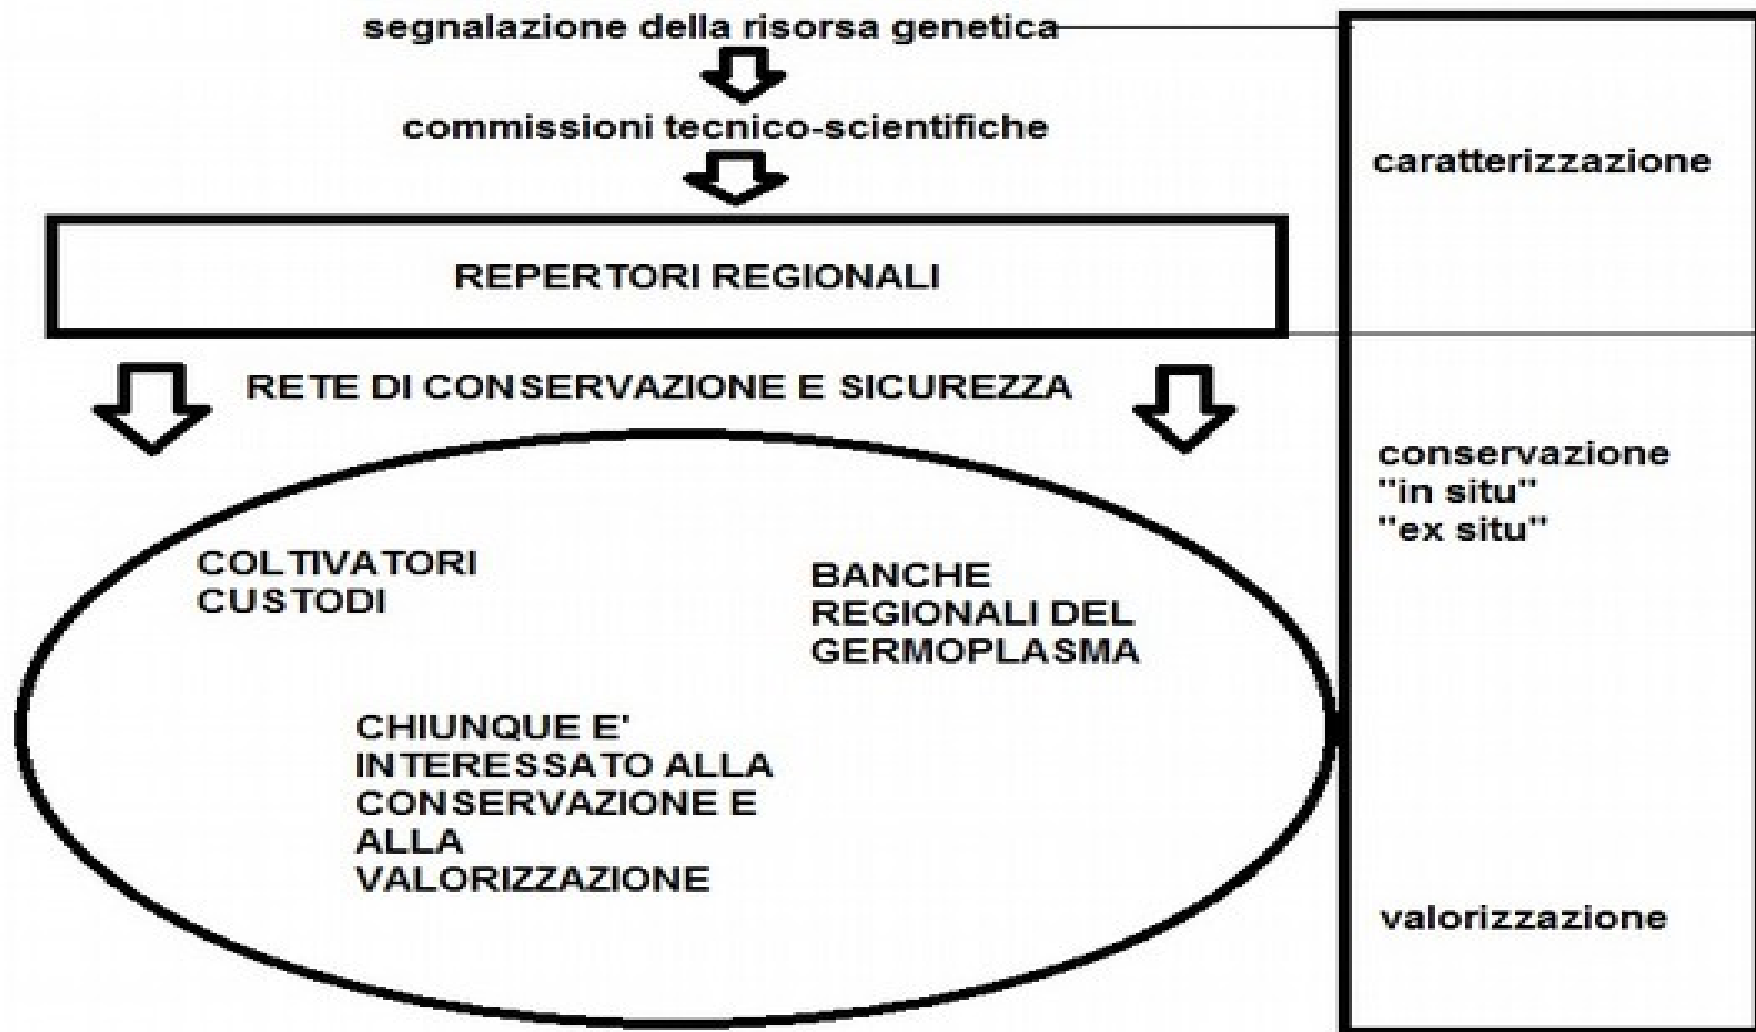 segnalazione della risorsa genetica
commissioni tecnico-scientifiche
caratterizzazione
REPERTORI REGIONALI
RETE DI CONSERVAZIONE E SICUREZZA
conservazione
"in situ"
"ex situ"
COLTIVATORI
CUSTODI
BANCHE
REGIONALI DEL
GERMOPLASMA
CHIUNQUE E'
INTERESSATO ALLA
CONSERVAZIONE E
ALLA
VALORIZZAZIONE
valorizzazione